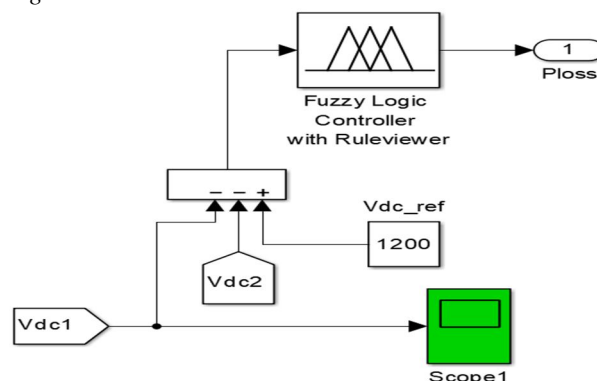 1
Ploss
Fuzzy Logic
Controller
with Ruleviewer
− − +
Vdc_ref
1200
Vdc2
Vdc1
Scope1